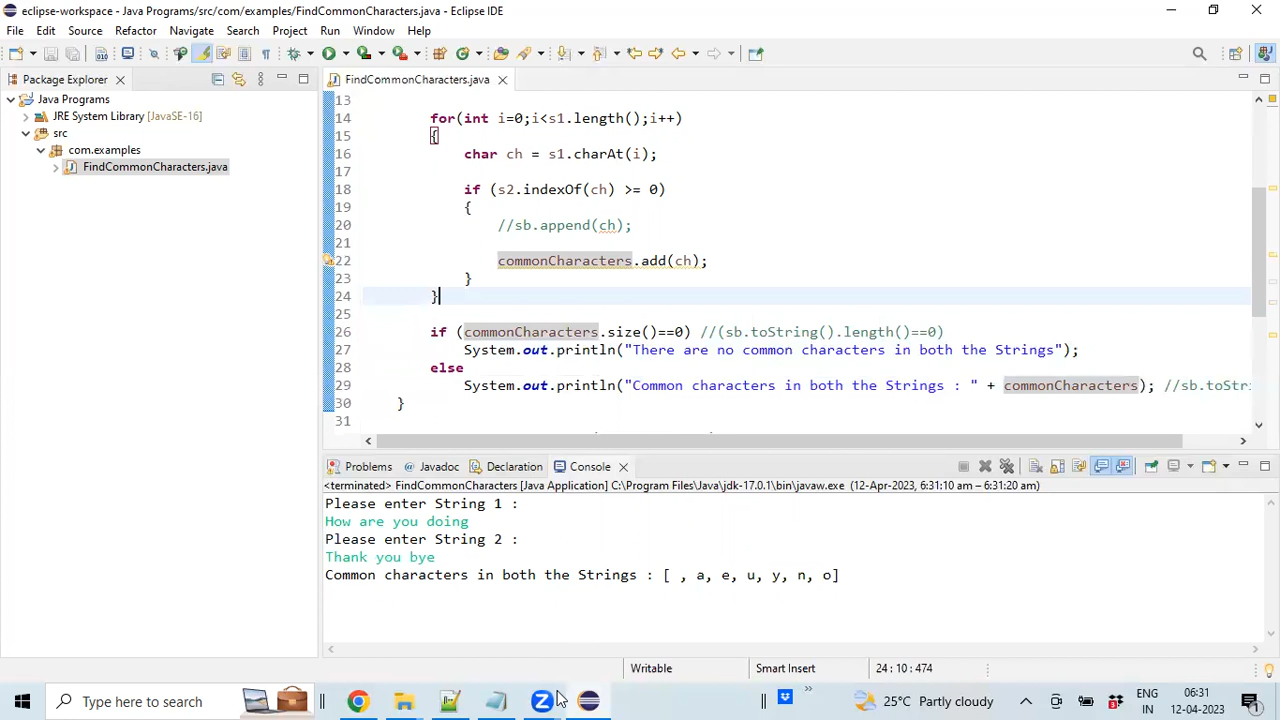 eclipse-workspace - Java Programs/src/com/examples/FindCommonCharacters.java - Eclipse IDE
File Edit Source Refactor Navigate Search Project Run Window Help
Package Explorer
FindCommonCharacters.java
Java Programs
JRE System Library [JavaSE-16]
src
com.examples
FindCommonCharacters.java
13
14 for(int i=0;i<s1.length();i++)
15 {
16 char ch = s1.charAt(i);
17
18 if (s2.indexOf(ch) >= 0)
19 {
20 //sb.append(ch);
21
22 commonCharacters.add(ch);
23 }
24 }
25
26 if (commonCharacters.size()==0) //(sb.toString().length()==0)
27 System.out.println("There are no common characters in both the Strings");
28 else
29 System.out.println("Common characters in both the Strings : " + commonCharacters); //sb.toStr
30 }
31
Problems @ Javadoc Declaration Console
<terminated> FindCommonCharacters [Java Application] C:\Program Files\Java\jdk-17.0.1\bin\javaw.exe (12-Apr-2023, 6:31:10 am – 6:31:20 am)
Please enter String 1 :
How are you doing
Please enter String 2 :
Thank you bye
Common characters in both the Strings : [ , a, e, u, y, n, o]
Writable Smart Insert 24 : 10 : 474
Type here to search
25°C Partly cloudy
ENG
IN
06:31
12-04-2023